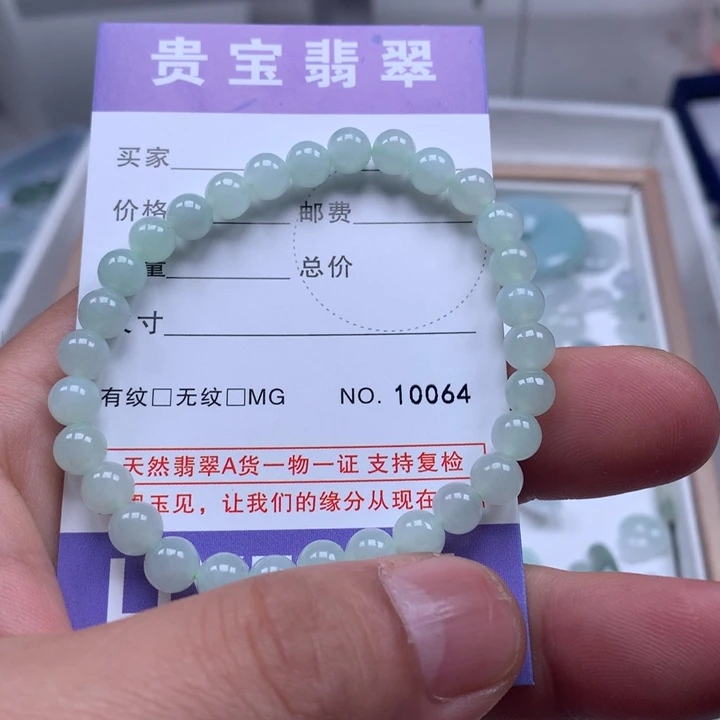 贵宝翡翠
买家
价格 邮费
量 总价
寸
有纹□无纹□MG NO. 10064
天然翡翠A货一物一证 支持复检
玉见，让我们的缘分从现在